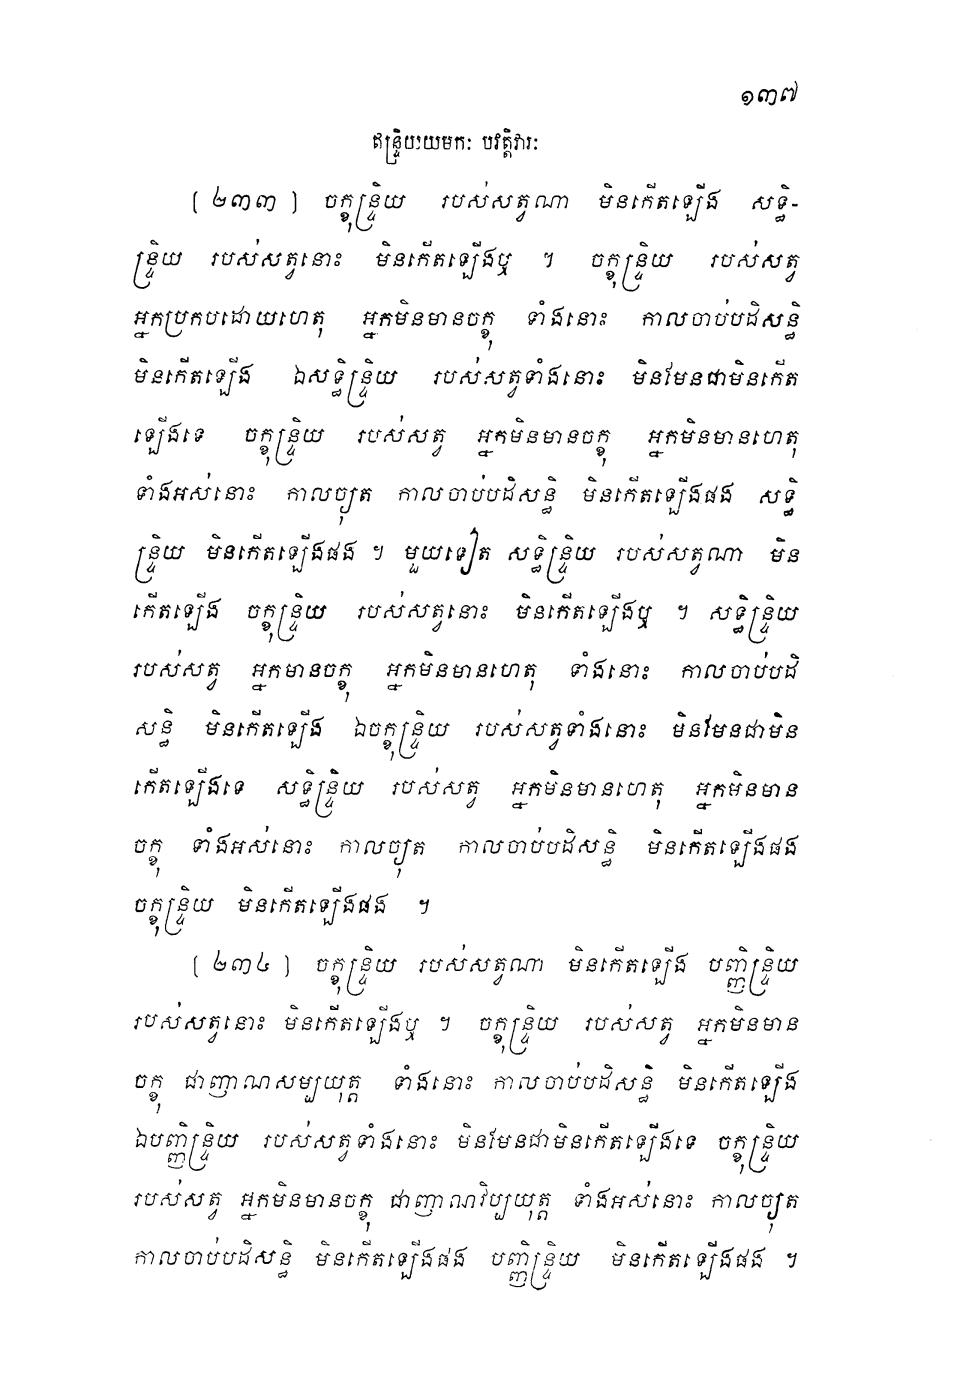 ១៣៧
ឥន្ទ្រិយយមកៈ បវត្តិវារៈ
[ ២៣៣ ] ចក្ខុន្ទ្រិយ របស់សត្វណា មិនកើតឡើង សទ្ធិ-
ន្ទ្រិយ របស់សត្វនោះ មិនកើតឡើងឬ ។ ចក្ខុន្ទ្រិយ របស់សត្វ
អ្នកប្រកបដោយហេតុ អ្នកមិនមានចក្ខុ ទាំងនោះ កាលចាប់បដិសន្ធិ
មិនកើតឡើង ឯសទ្ធិន្ទ្រិយ របស់សត្វទាំងនោះ មិនមែនជាមិនកើត
ឡើងទេ ចក្ខុន្ទ្រិយ របស់សត្វ អ្នកមិនមានចក្ខុ អ្នកមិនមានហេតុ
ទាំងអស់នោះ កាលច្យុត កាលចាប់បដិសន្ធិ មិនកើតឡើងផង សទ្ធិ
ន្ទ្រិយ មិនកើតឡើងផង ។ មួយទៀត សទ្ធិន្ទ្រិយ របស់សត្វណា មិន
កើតឡើង ចក្ខុន្ទ្រិយ របស់សត្វនោះ មិនកើតឡើងឬ ។ សទ្ធិន្ទ្រិយ
របស់សត្វ អ្នកមានចក្ខុ អ្នកមិនមានហេតុ ទាំងនោះ កាលចាប់បដិ
សន្ធិ មិនកើតឡើង ឯចក្ខុន្ទ្រិយ របស់សត្វទាំងនោះ មិនមែនជាមិន
កើតឡើងទេ សទ្ធិន្ទ្រិយ របស់សត្វ អ្នកមិនមានហេតុ អ្នកមិនមាន
ចក្ខុ ទាំងអស់នោះ កាលច្យុត កាលចាប់បដិសន្ធិ មិនកើតឡើងផង
ចក្ខុន្ទ្រិយ មិនកើតឡើងផង ។
[ ២៣៤ ] ចក្ខុន្ទ្រិយ របស់សត្វណា មិនកើតឡើង បញ្ញិន្ទ្រិយ
របស់សត្វនោះ មិនកើតឡើងឬ ។ ចក្ខុន្ទ្រិយ របស់សត្វ អ្នកមិនមាន
ចក្ខុ ជាញាណសម្បយុត្ត ទាំងនោះ កាលចាប់បដិសន្ធិ មិនកើតឡើង
ឯបញ្ញិន្ទ្រិយ របស់សត្វទាំងនោះ មិនមែនជាមិនកើតឡើងទេ ចក្ខុន្ទ្រិយ
របស់សត្វ អ្នកមិនមានចក្ខុ ជាញាណវិប្បយុត្ត ទាំងអស់នោះ កាលច្យុត
កាលចាប់បដិសន្ធិ មិនកើតឡើងផង បញ្ញិន្ទ្រិយ មិនកើតឡើងផង ។